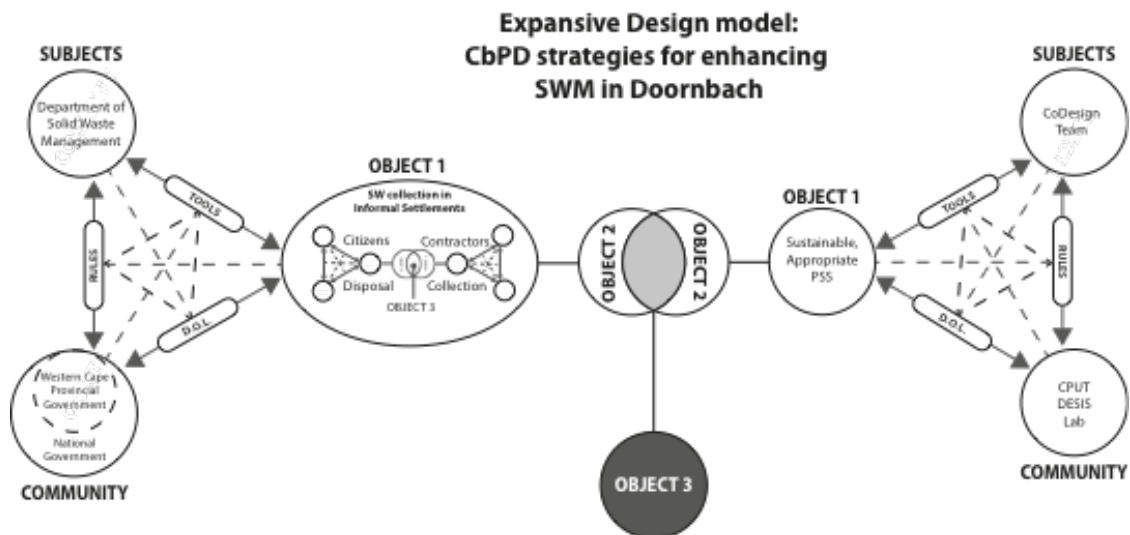 Expansive Design model:
CbPD strategies for enhancing
SWM in Doornbach
SUBJECTS
Department of
Solid Waste
Management
TOOLS
RULES
D.O.L.
Western Cape
Provincial
Government
National
Government
COMMUNITY
OBJECT 1
SW collection in
Informal Settlements
Citizens
Contractors
Disposal
Collection
OBJECT 3
OBJECT 2
OBJECT 2
OBJECT 3
OBJECT 1
Sustainable,
Appropriate
PSS
SUBJECTS
CoDesign
Team
TOOLS
RULES
D.O.L.
CPUT
DESIS
Lab
COMMUNITY